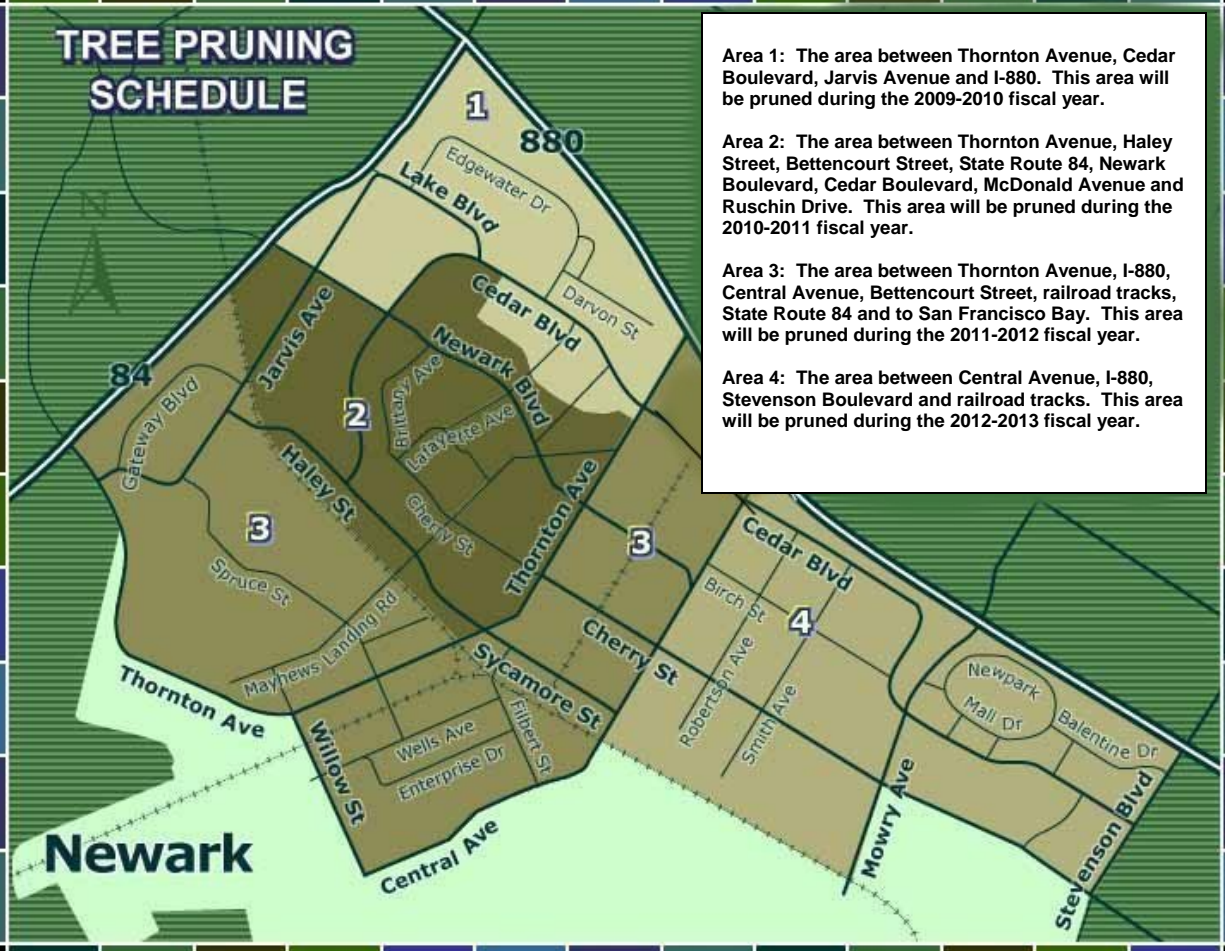 TREE PRUNING
SCHEDULE
Area 1:  The area between Thornton Avenue, Cedar
Boulevard, Jarvis Avenue and I-880.  This area will
be pruned during the 2009-2010 fiscal year.
Area 2:  The area between Thornton Avenue, Haley
Street, Bettencourt Street, State Route 84, Newark
Boulevard, Cedar Boulevard, McDonald Avenue and
Ruschin Drive.  This area will be pruned during the
2010-2011 fiscal year.
Area 3:  The area between Thornton Avenue, I-880,
Central Avenue, Bettencourt Street, railroad tracks,
State Route 84 and to San Francisco Bay.  This area
will be pruned during the 2011-2012 fiscal year.
Area 4:  The area between Central Avenue, I-880,
Stevenson Boulevard and railroad tracks.  This area
will be pruned during the 2012-2013 fiscal year.
1
880
Edgewater Dr
Lake Blvd
N
Darvon St
Cedar Blvd
Jarvis Ave
Newark Blvd
84
Gateway Blvd
2
Brittany Ave
Lafayette Ave
Haley St
Cherry St
Thornton Ave
3
3
Cedar Blvd
Spruce St
Birch St
4
Mayhews Landing Rd
Cherry St
Sycamore St
Robertson Ave
Smith Ave
Newpark
Mall Dr
Balentine Dr
Thornton Ave
Willow St
Wells Ave
Filbert St
Enterprise Dr
Mowry Ave
Stevenson Blvd
Central Ave
Newark